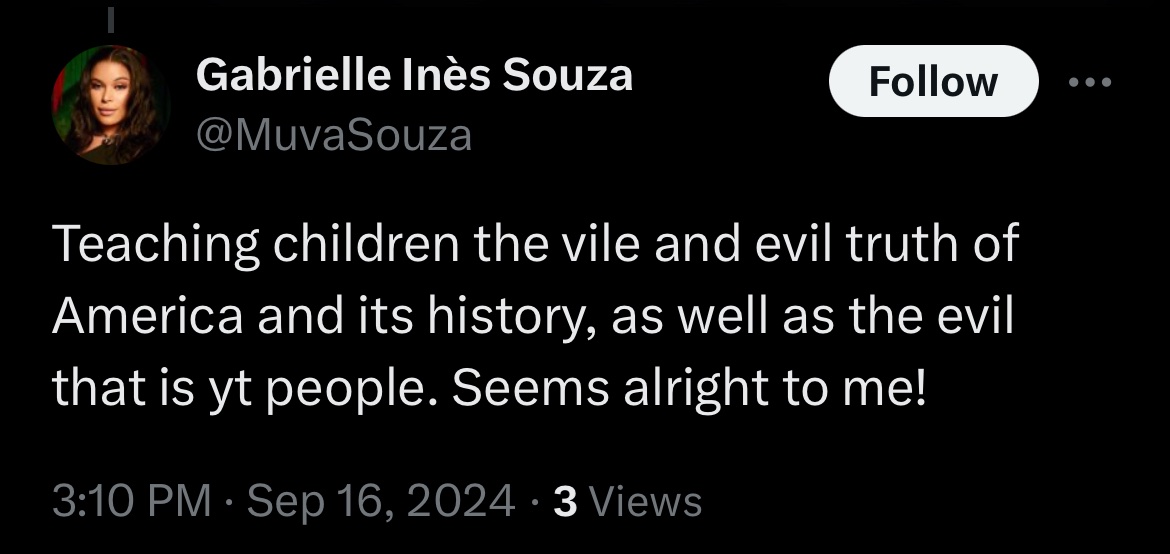 Gabrielle Inès Souza
Follow
@MuvaSouza
Teaching children the vile and evil truth of
America and its history, as well as the evil
that is yt people. Seems alright to me!
3:10 PM · Sep 16, 2024 · 3 Views